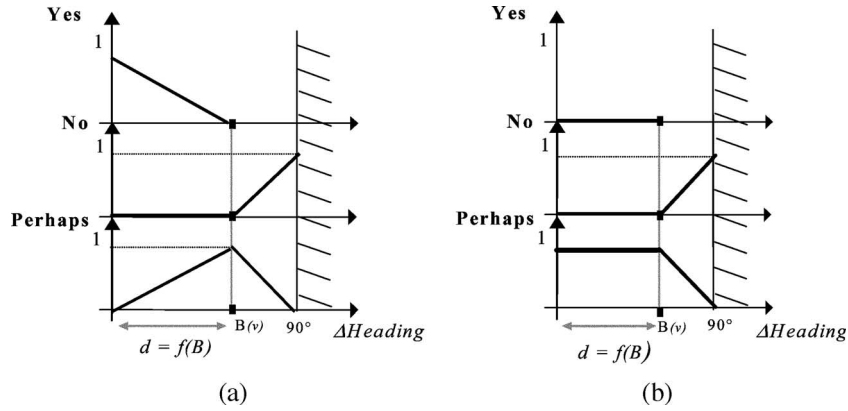 Yes
1
No
1
Perhaps
1
B(v) 90° ΔHeading
d = f(B)
(a)
Yes
1
No
1
Perhaps
1
B(v) 90° ΔHeading
d = f(B)
(b)